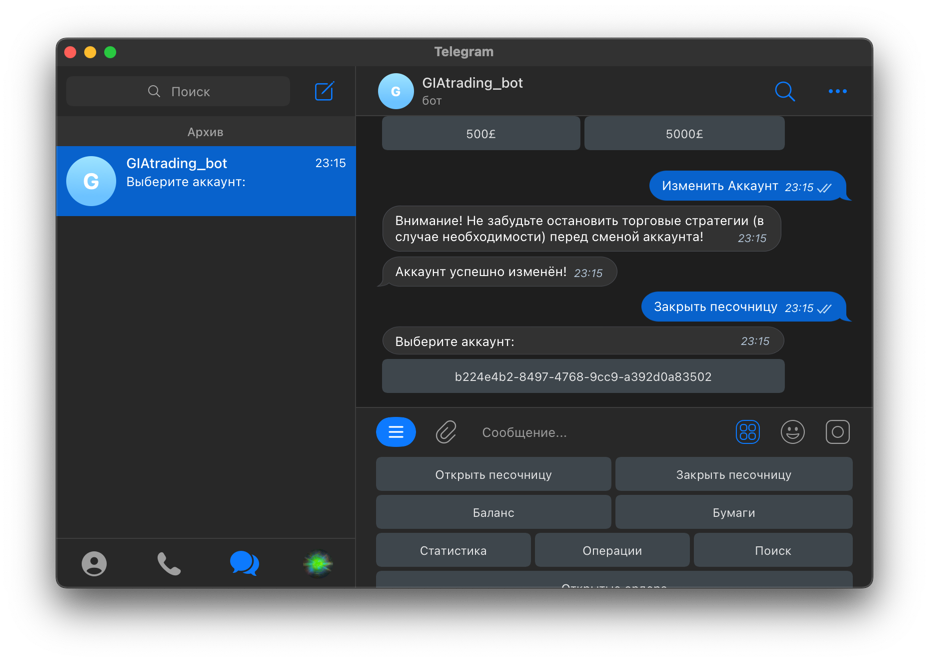 Telegram
Поиск
Архив
GIAtrading_bot 23:15
Выберите аккаунт:
G
G
GIAtrading_bot
бот
500£ 5000£
Изменить Аккаунт 23:15
Внимание! Не забудьте остановить торговые стратегии (в
случае необходимости) перед сменой аккаунта! 23:15
Аккаунт успешно изменён! 23:15
Закрыть песочницу 23:15
Выберите аккаунт: 23:15
b224e4b2-8497-4768-9cc9-a392d0a83502
Сообщение...
Открыть песочницу Закрыть песочницу
Баланс Бумаги
Статистика Операции Поиск